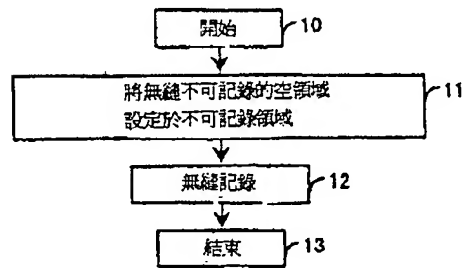 開始 10
將無縫不可記錄的空領域 11
設定於不可記錄領域
無縫記錄 12
結束 13